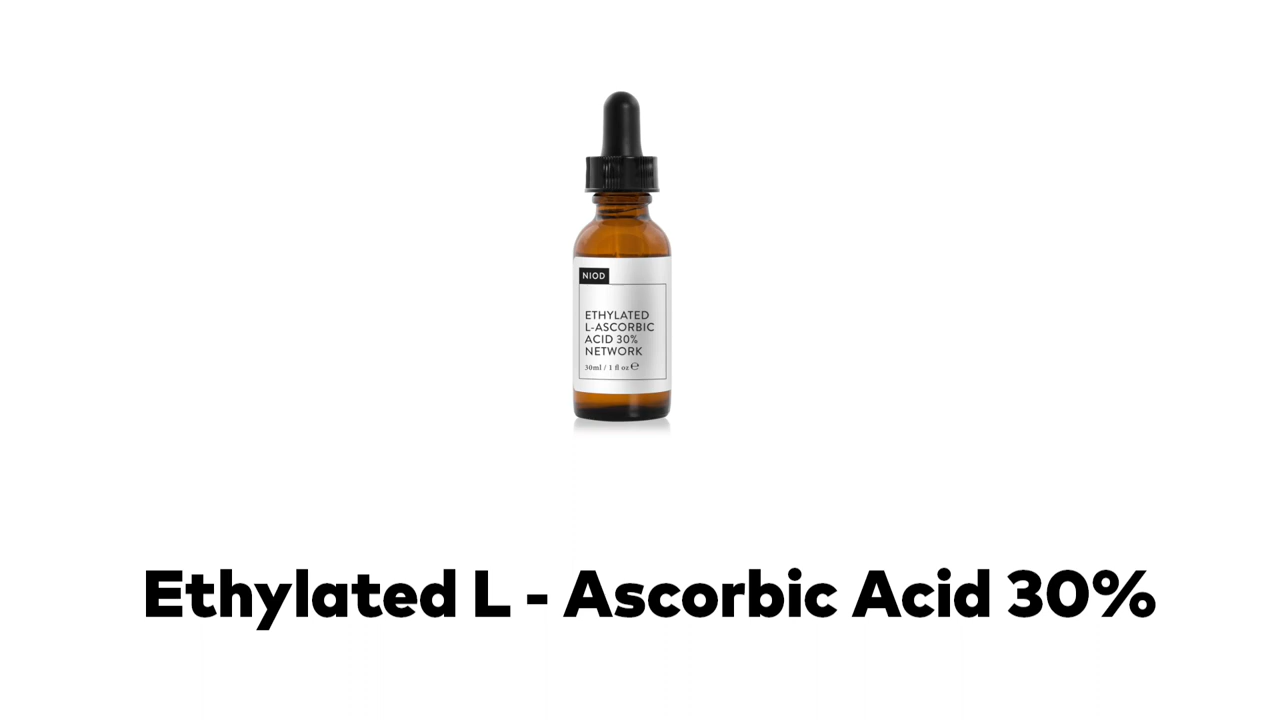 NIOD
ETHYLATED
L-ASCORBIC
ACID 30%
NETWORK
30ml / 1 fl oz ℮
Ethylated L - Ascorbic Acid 30%